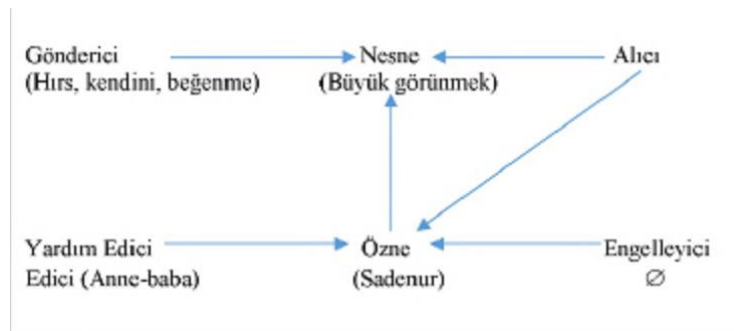 Gönderici Nesne Alıcı
(Hırs, kendini, beğenme) (Büyük görünmek)
Yardım Edici Özne Engelleyici
Edici (Anne-baba) (Sadenur) ∅